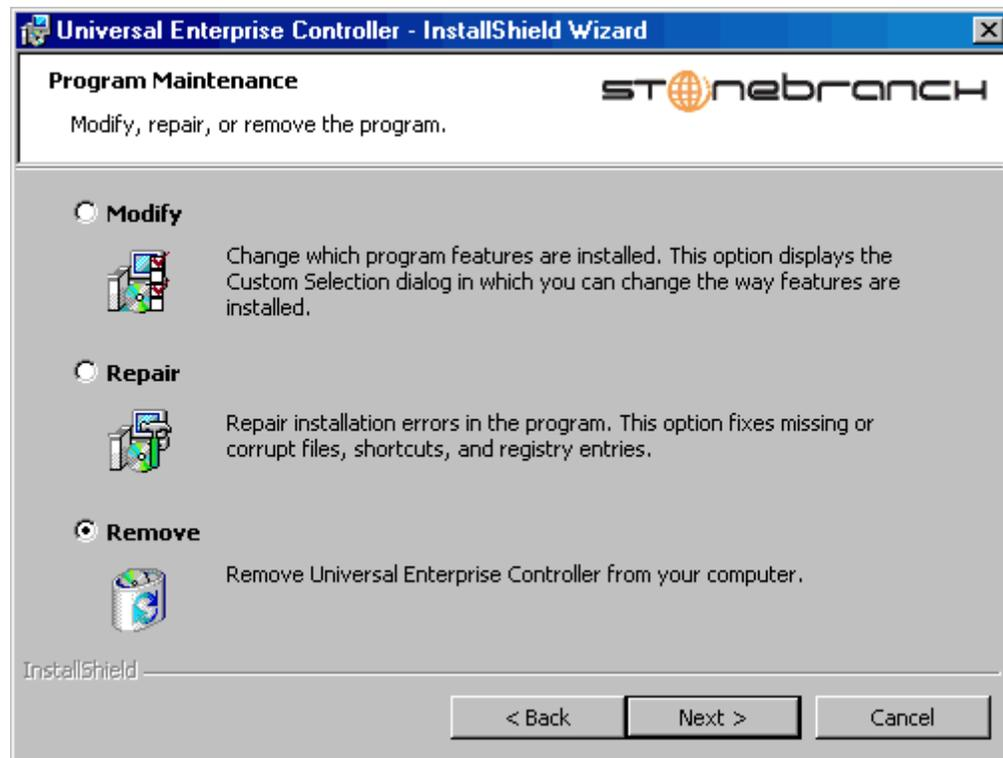 Universal Enterprise Controller - InstallShield Wizard
Program Maintenance
stonebranch
Modify, repair, or remove the program.
Modify
Change which program features are installed. This option displays the
Custom Selection dialog in which you can change the way features are
installed.
Repair
Repair installation errors in the program. This option fixes missing or
corrupt files, shortcuts, and registry entries.
Remove
Remove Universal Enterprise Controller from your computer.
InstallShield
< Back
Next >
Cancel